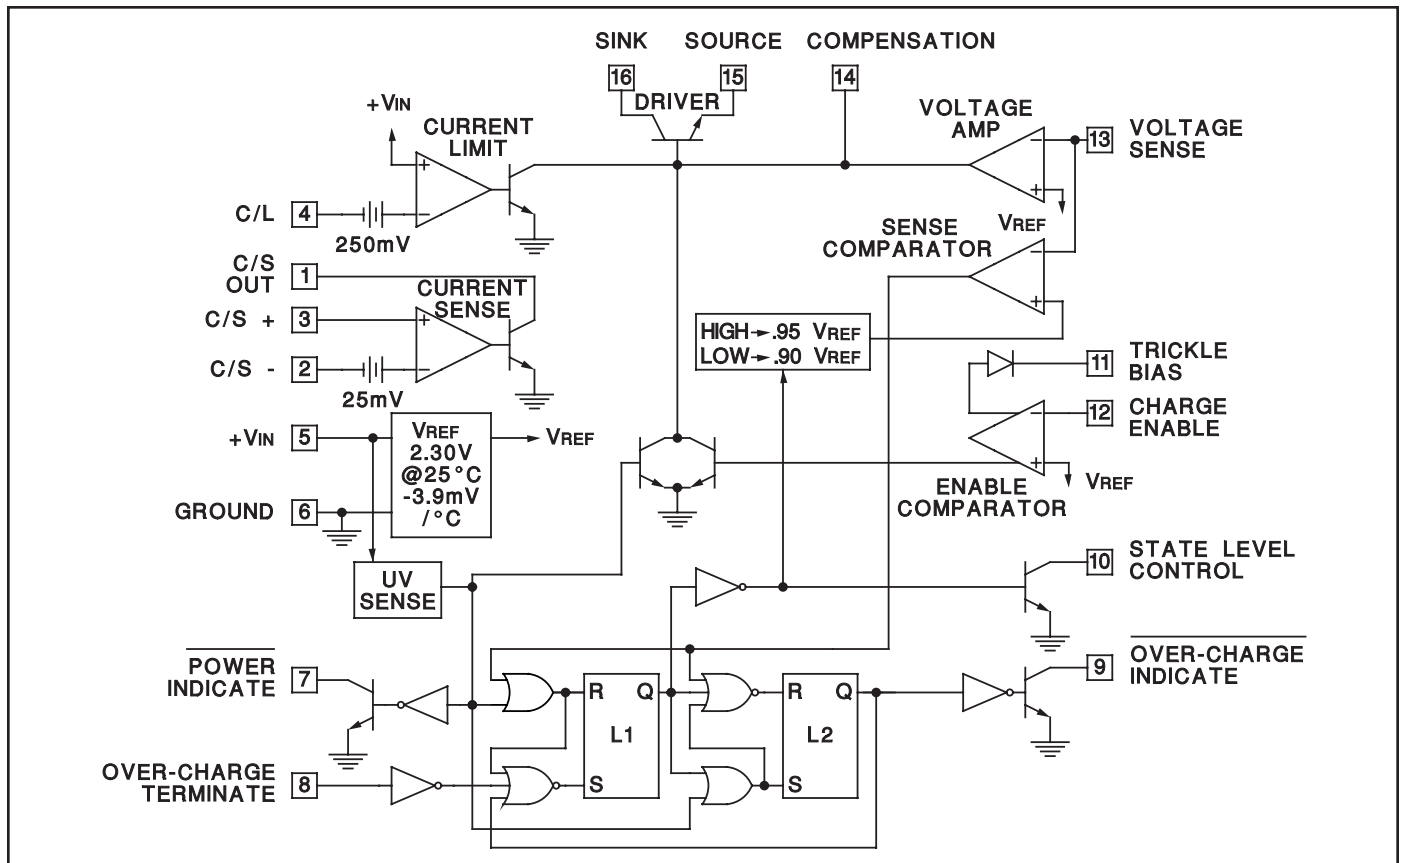 SINK SOURCE COMPENSATION
16 15 14
DRIVER
+VIN
CURRENT
LIMIT
+
−
C/L 4
250mV
VOLTAGE
AMP
−
+
13 VOLTAGE
SENSE
VREF
C/S
OUT 1
CURRENT
SENSE
C/S + 3
+
C/S - 2
−
25mV
SENSE
COMPARATOR
−
+
HIGH→.95 VREF
LOW→.90 VREF
11 TRICKLE
BIAS
12 CHARGE
ENABLE
−
+
VREF
ENABLE
COMPARATOR
+VIN 5
VREF
2.30V
@25°C
-3.9mV
/°C
VREF
GROUND 6
UV
SENSE
10 STATE LEVEL
CONTROL
POWER
INDICATE 7
9 OVER-CHARGE
INDICATE
R Q
L1
S
R Q
L2
S
OVER-CHARGE
TERMINATE 8